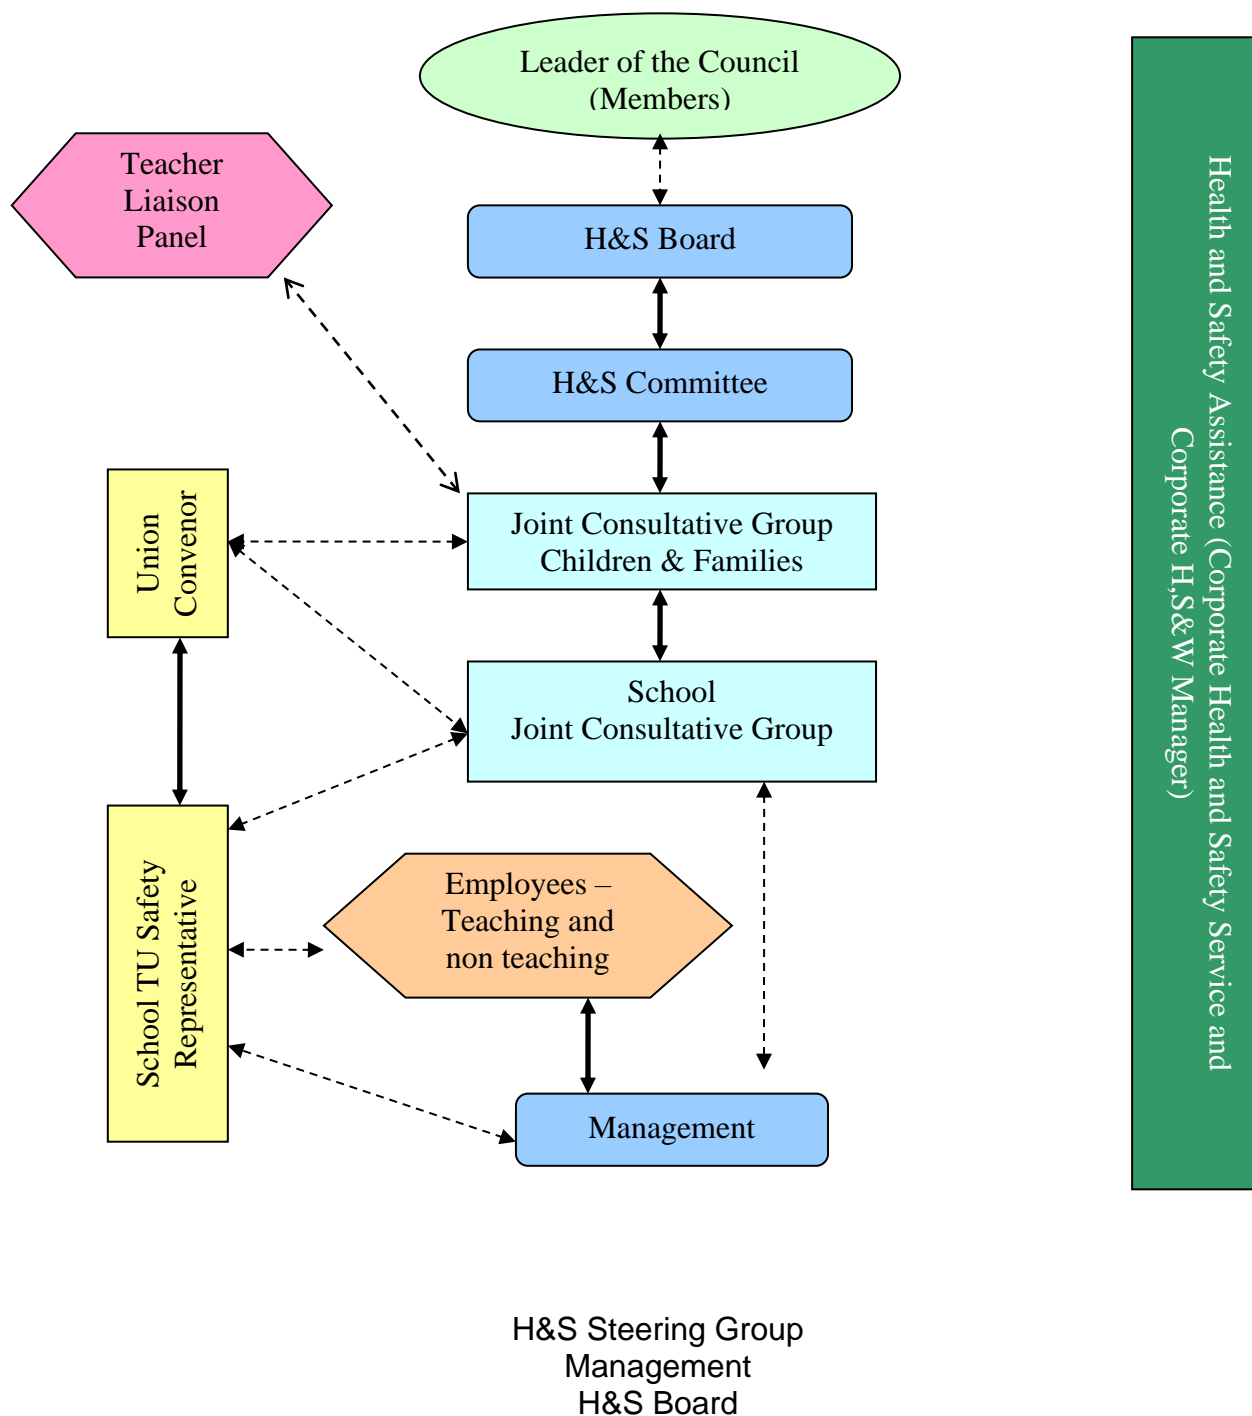 Leader of the Council
(Members)
Teacher
Liaison
Panel
H&S Board
H&S Committee
Union
Convenor
Joint Consultative Group
Children & Families
School
Joint Consultative Group
School TU Safety
Representative
Employees –
Teaching and
non teaching
Management
Health and Safety Assistance (Corporate Health and Safety Service and
Corporate H,S&W Manager)
H&S Steering Group
Management
H&S Board